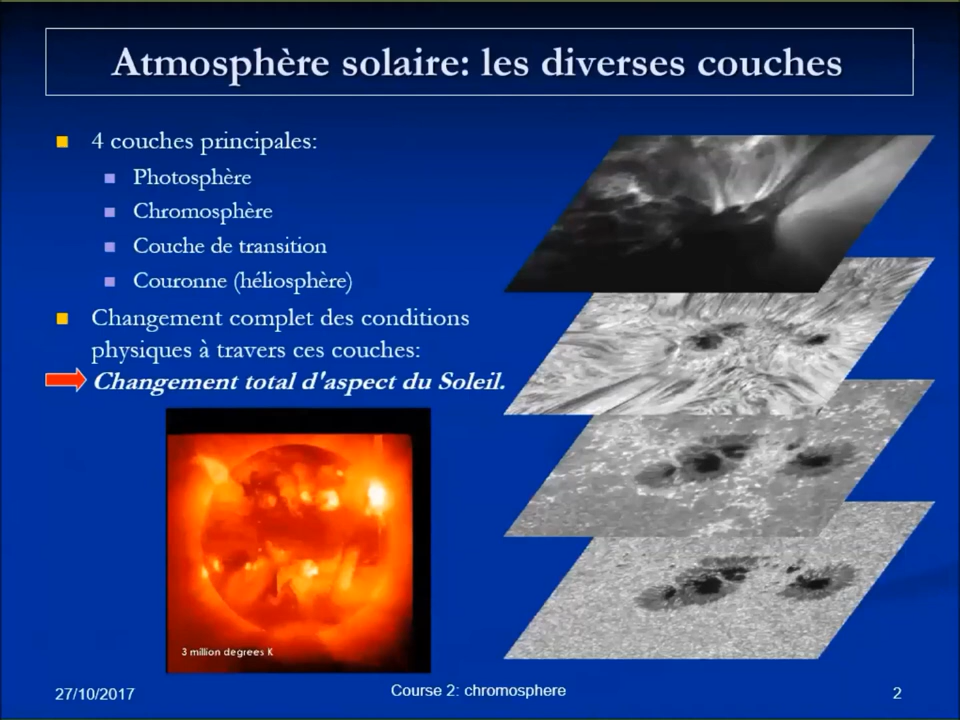 Atmosphère solaire: les diverses couches
4 couches principales:
Photosphère
Chromosphère
Couche de transition
Couronne (héliosphère)
Changement complet des conditions
physiques à travers ces couches:
Changement total d'aspect du Soleil.
3 million degrees K
27/10/2017
Course 2: chromosphere
2